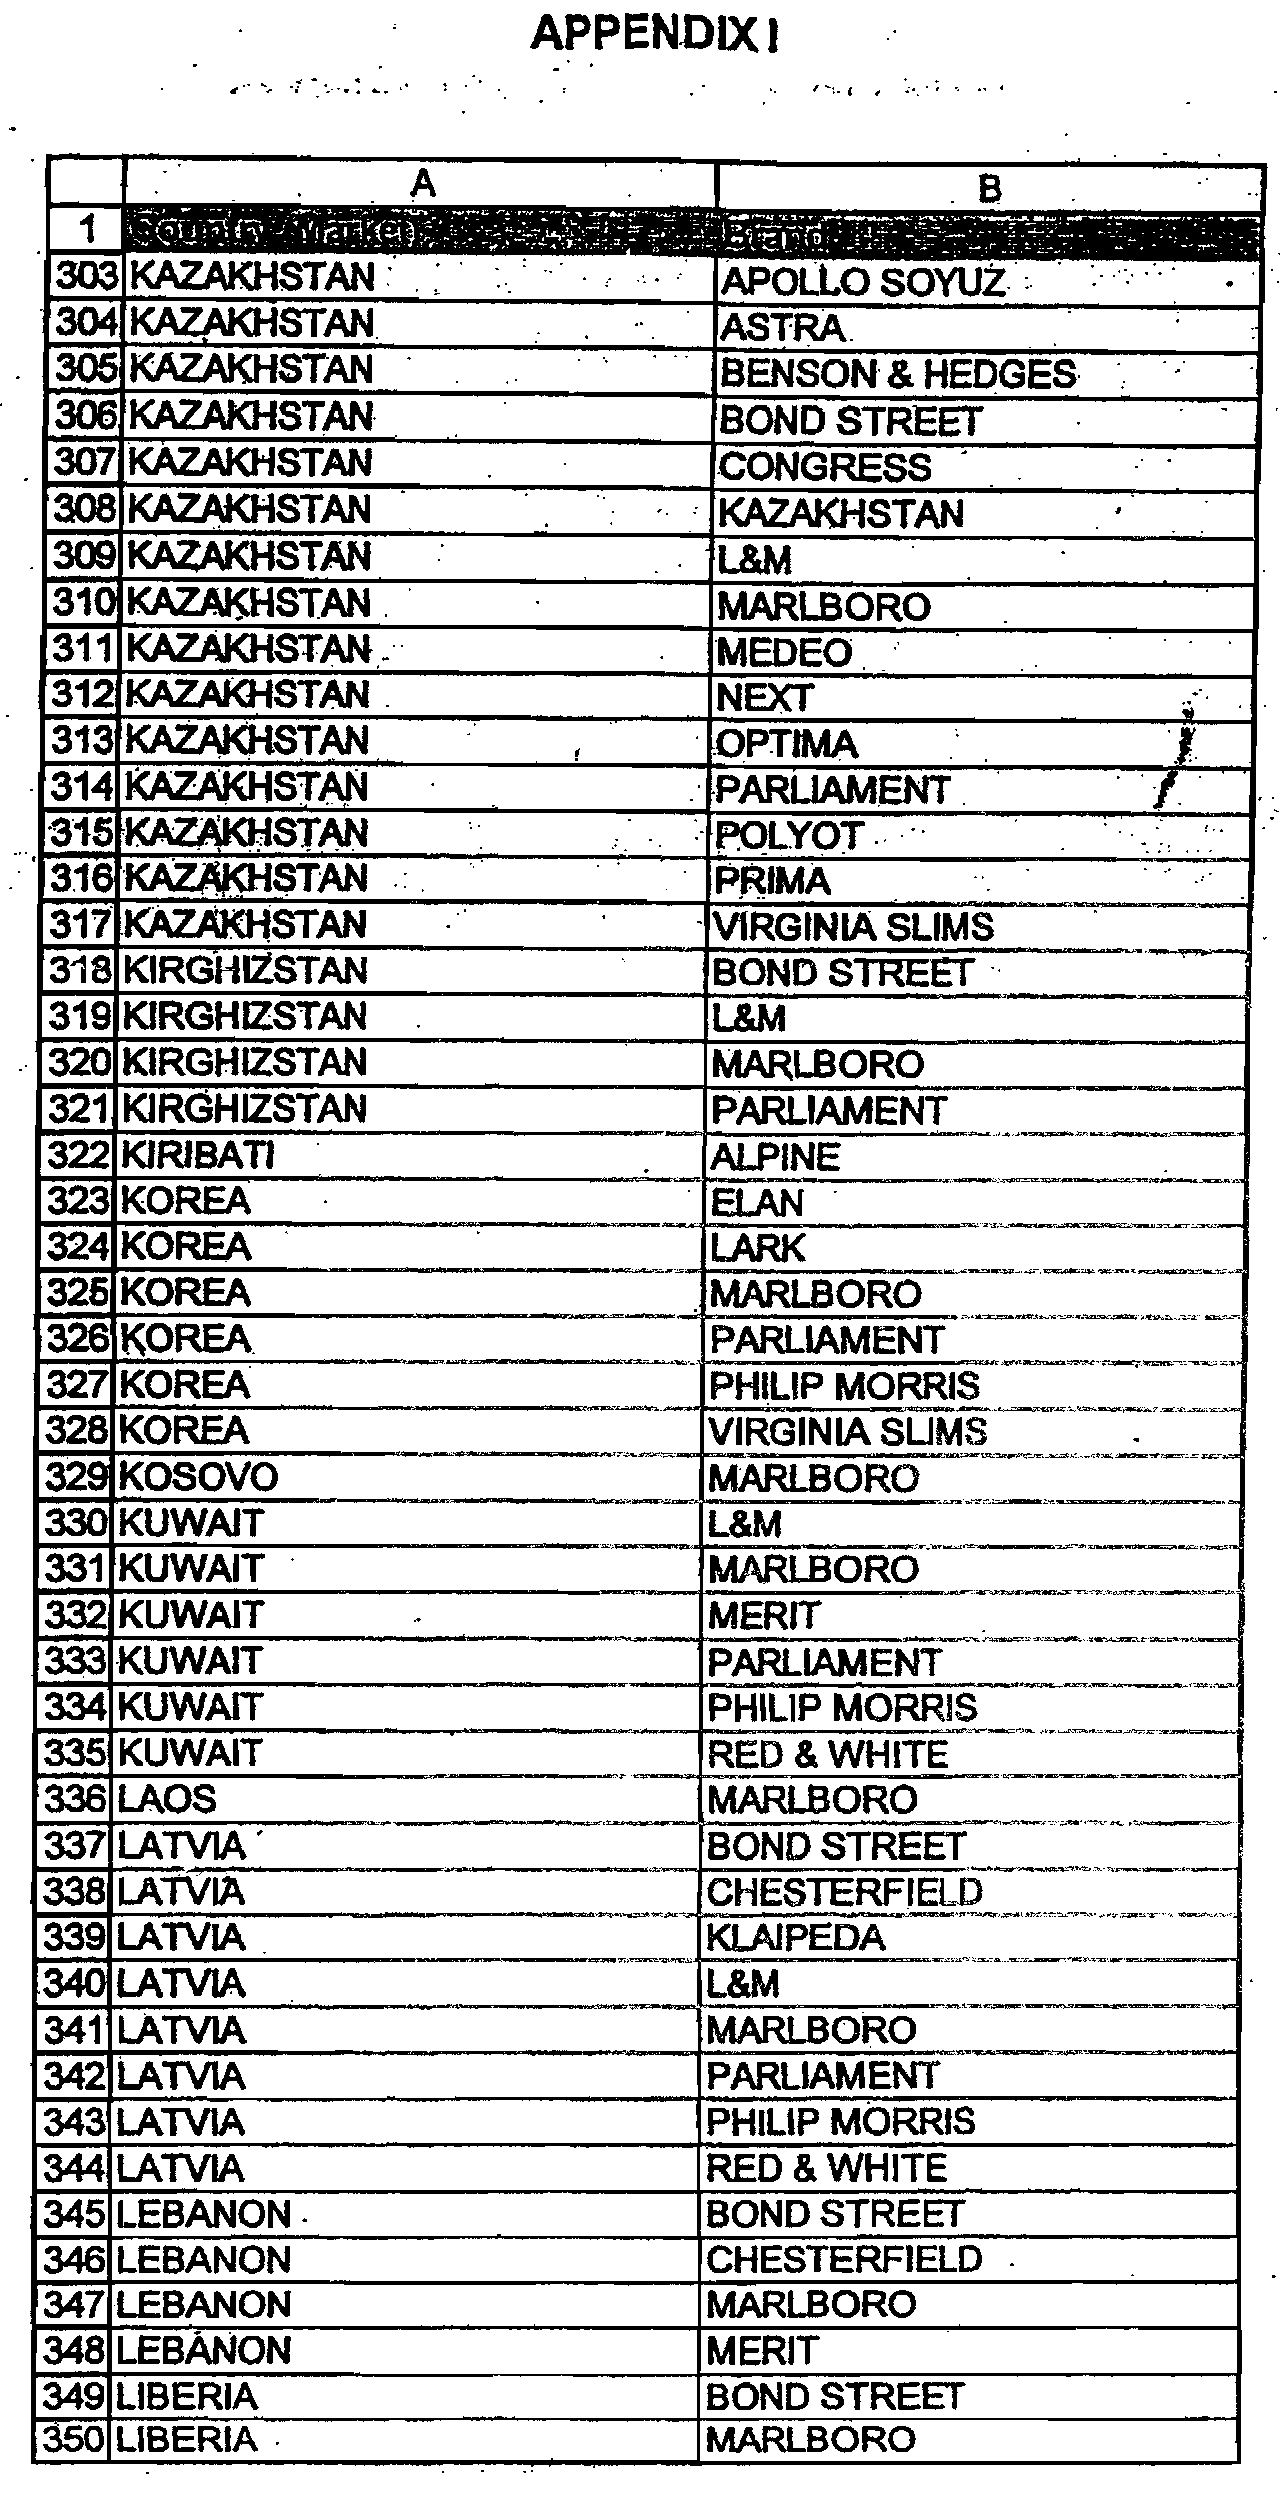 APPENDIX I
A B
1 Country (Market) Brand
303 KAZAKHSTAN APOLLO SOYUZ
304 KAZAKHSTAN ASTRA
305 KAZAKHSTAN BENSON & HEDGES
306 KAZAKHSTAN BOND STREET
307 KAZAKHSTAN CONGRESS
308 KAZAKHSTAN KAZAKHSTAN
309 KAZAKHSTAN L&M
310 KAZAKHSTAN MARLBORO
311 KAZAKHSTAN MEDEO
312 KAZAKHSTAN NEXT
313 KAZAKHSTAN OPTIMA
314 KAZAKHSTAN PARLIAMENT
315 KAZAKHSTAN POLYOT
316 KAZAKHSTAN PRIMA
317 KAZAKHSTAN VIRGINIA SLIMS
318 KIRGHIZSTAN BOND STREET
319 KIRGHIZSTAN L&M
320 KIRGHIZSTAN MARLBORO
321 KIRGHIZSTAN PARLIAMENT
322 KIRIBATI ALPINE
323 KOREA ELAN
324 KOREA LARK
325 KOREA MARLBORO
326 KOREA PARLIAMENT
327 KOREA PHILIP MORRIS
328 KOREA VIRGINIA SLIMS
329 KOSOVO MARLBORO
330 KUWAIT L&M
331 KUWAIT MARLBORO
332 KUWAIT MERIT
333 KUWAIT PARLIAMENT
334 KUWAIT PHILIP MORRIS
335 KUWAIT RED & WHITE
336 LAOS MARLBORO
337 LATVIA BOND STREET
338 LATVIA CHESTERFIELD
339 LATVIA KLAIPEDA
340 LATVIA L&M
341 LATVIA MARLBORO
342 LATVIA PARLIAMENT
343 LATVIA PHILIP MORRIS
344 LATVIA RED & WHITE
345 LEBANON BOND STREET
346 LEBANON CHESTERFIELD
347 LEBANON MARLBORO
348 LEBANON MERIT
349 LIBERIA BOND STREET
350 LIBERIA MARLBORO